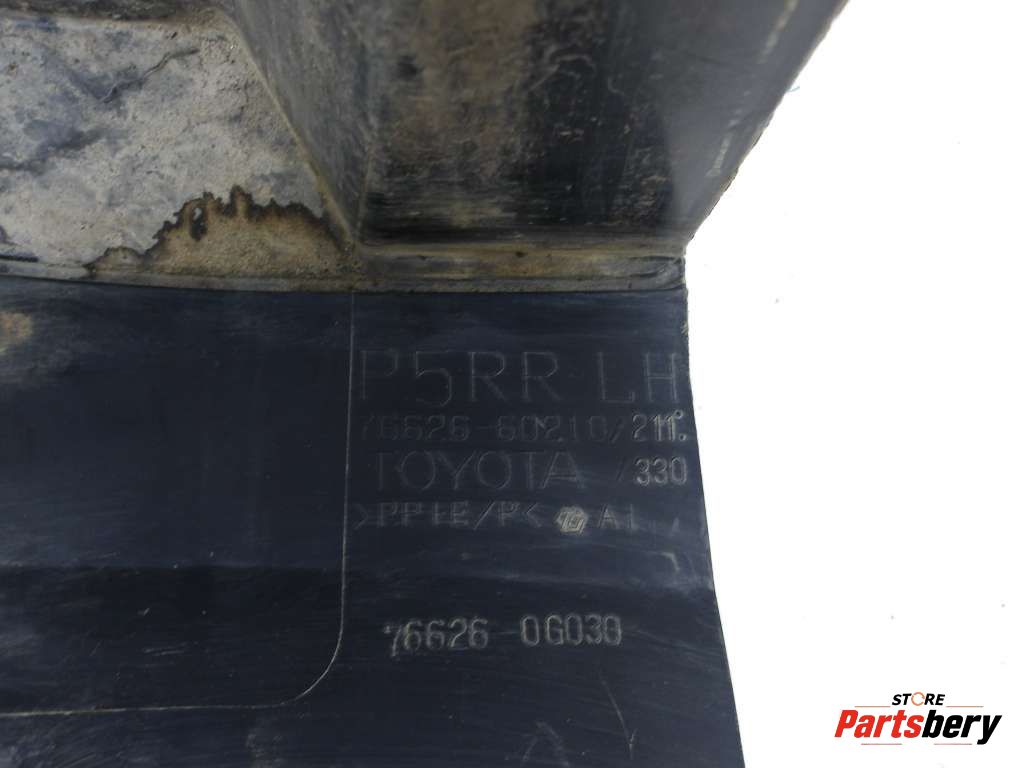 P5RR LH
76626-60210/211.
TOYOTA /330
>PP+E/P<
76626 0G030
STORE
Partsbery